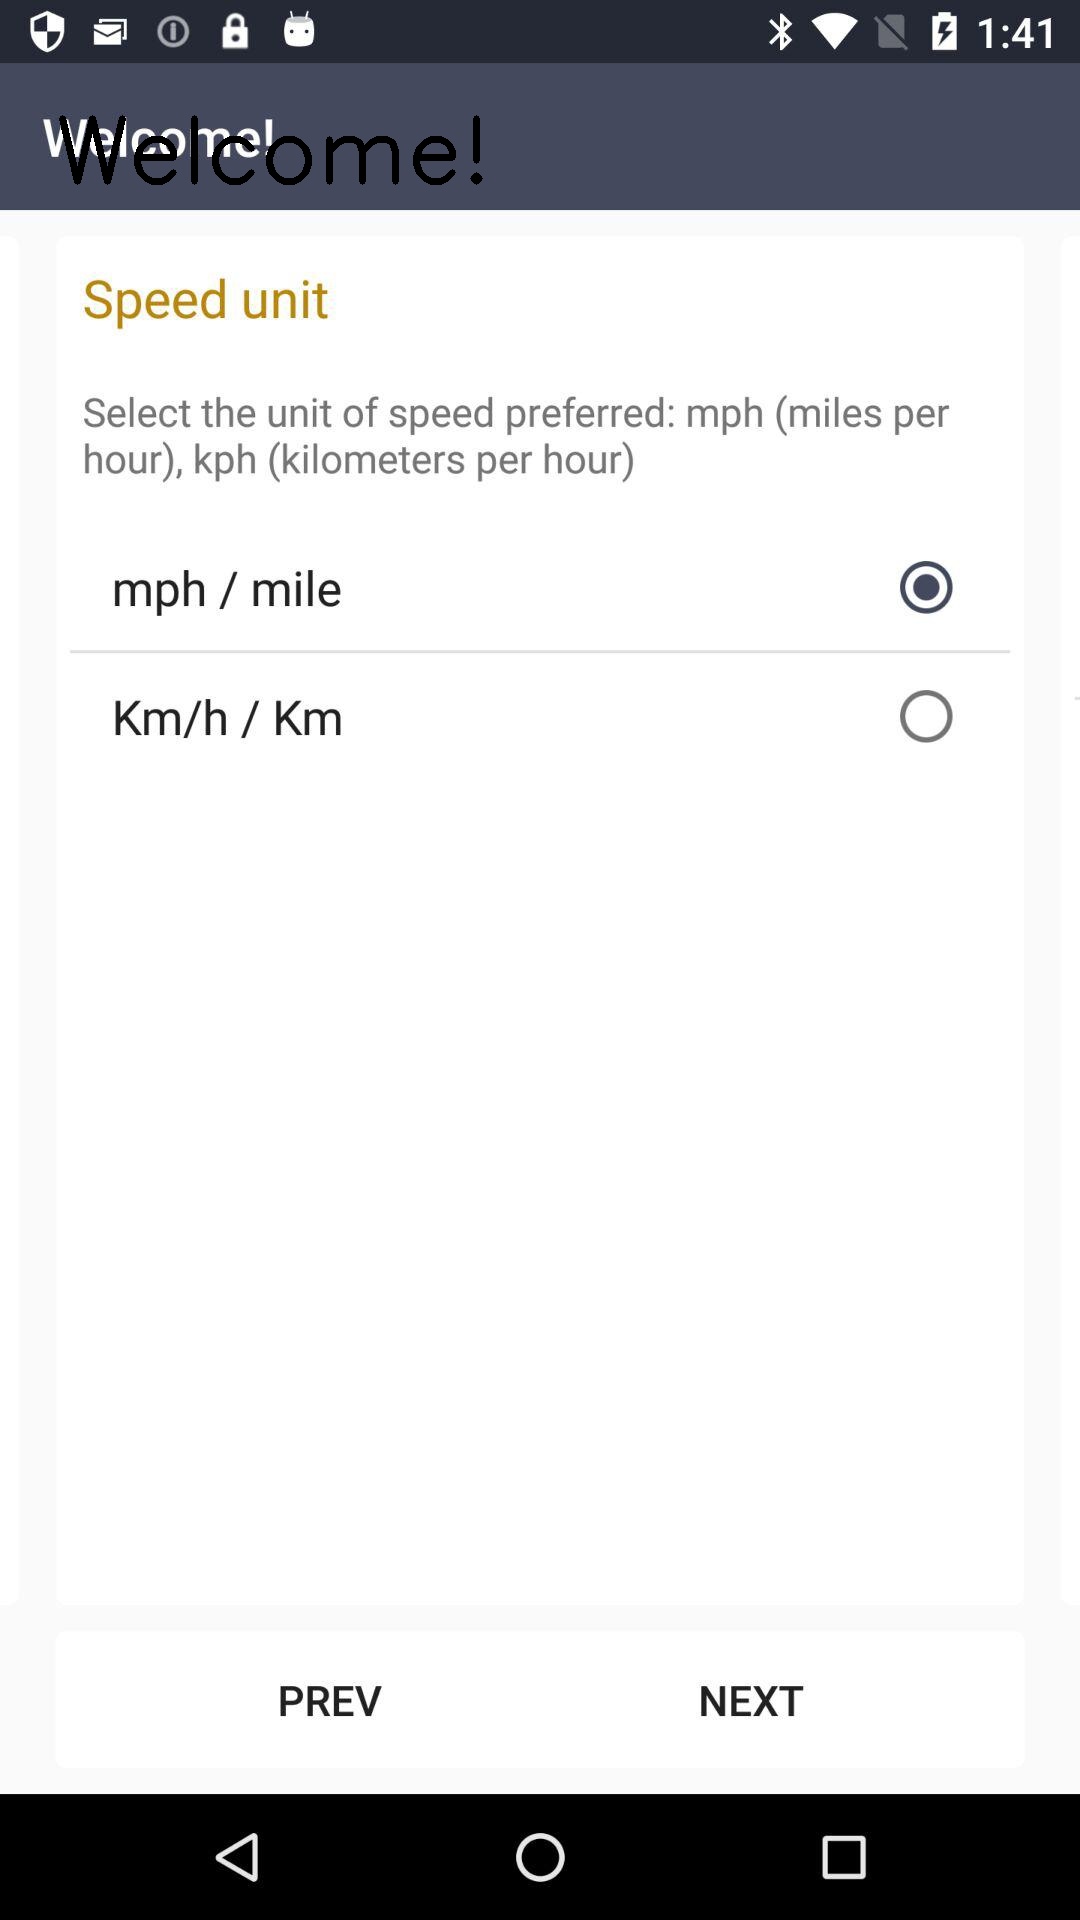 1:41
Welcome!
Welcome!
Speed unit
Select the unit of speed preferred: mph (miles per
hour), kph (kilometers per hour)
mph / mile
Km/h / Km
PREV NEXT